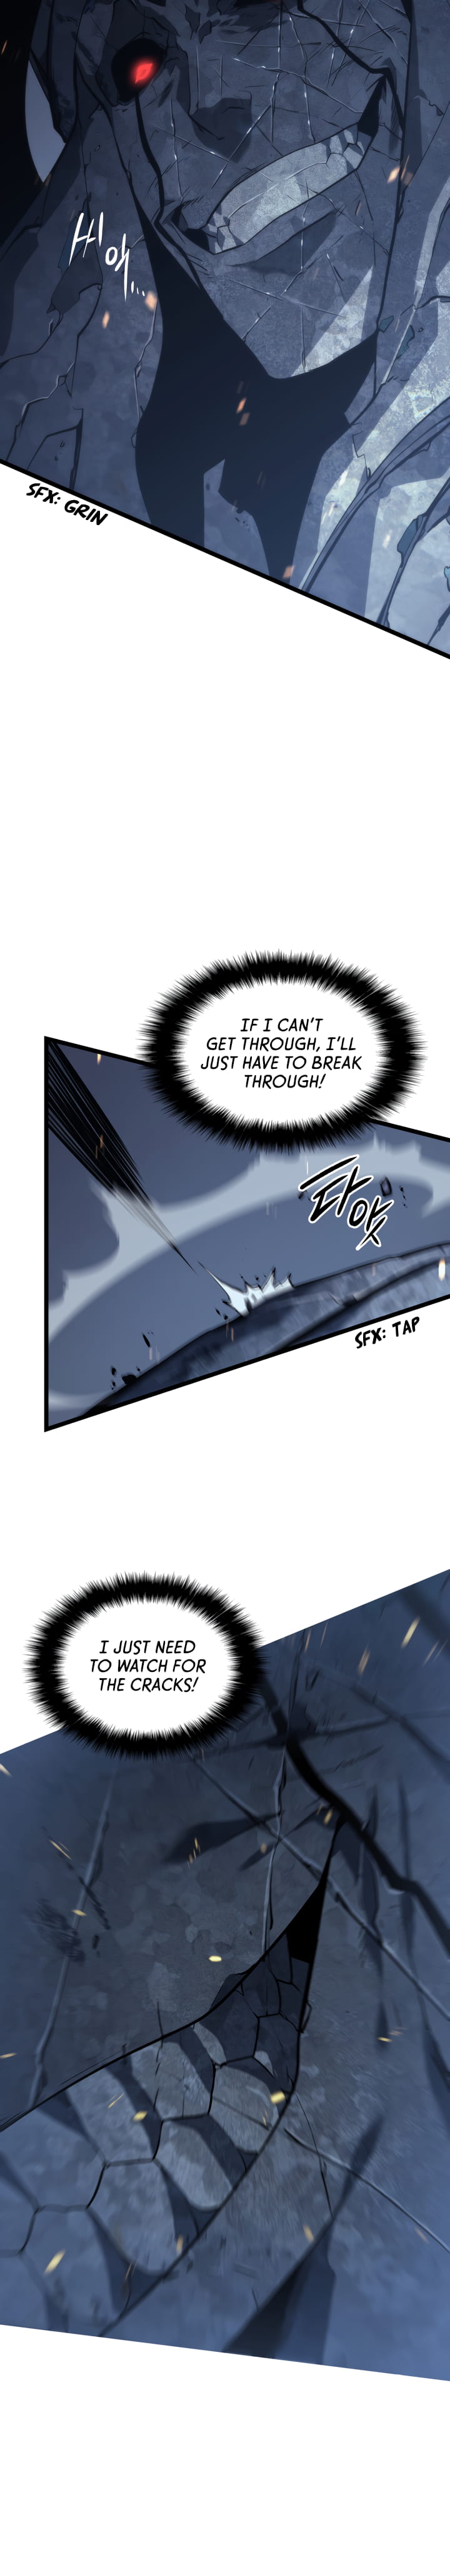 씨익...
SFX: GRIN
IF I CAN'T
GET THROUGH, I'LL
JUST HAVE TO BREAK
THROUGH!
타앗
SFX: TAP
I JUST NEED
TO WATCH FOR
THE CRACKS!